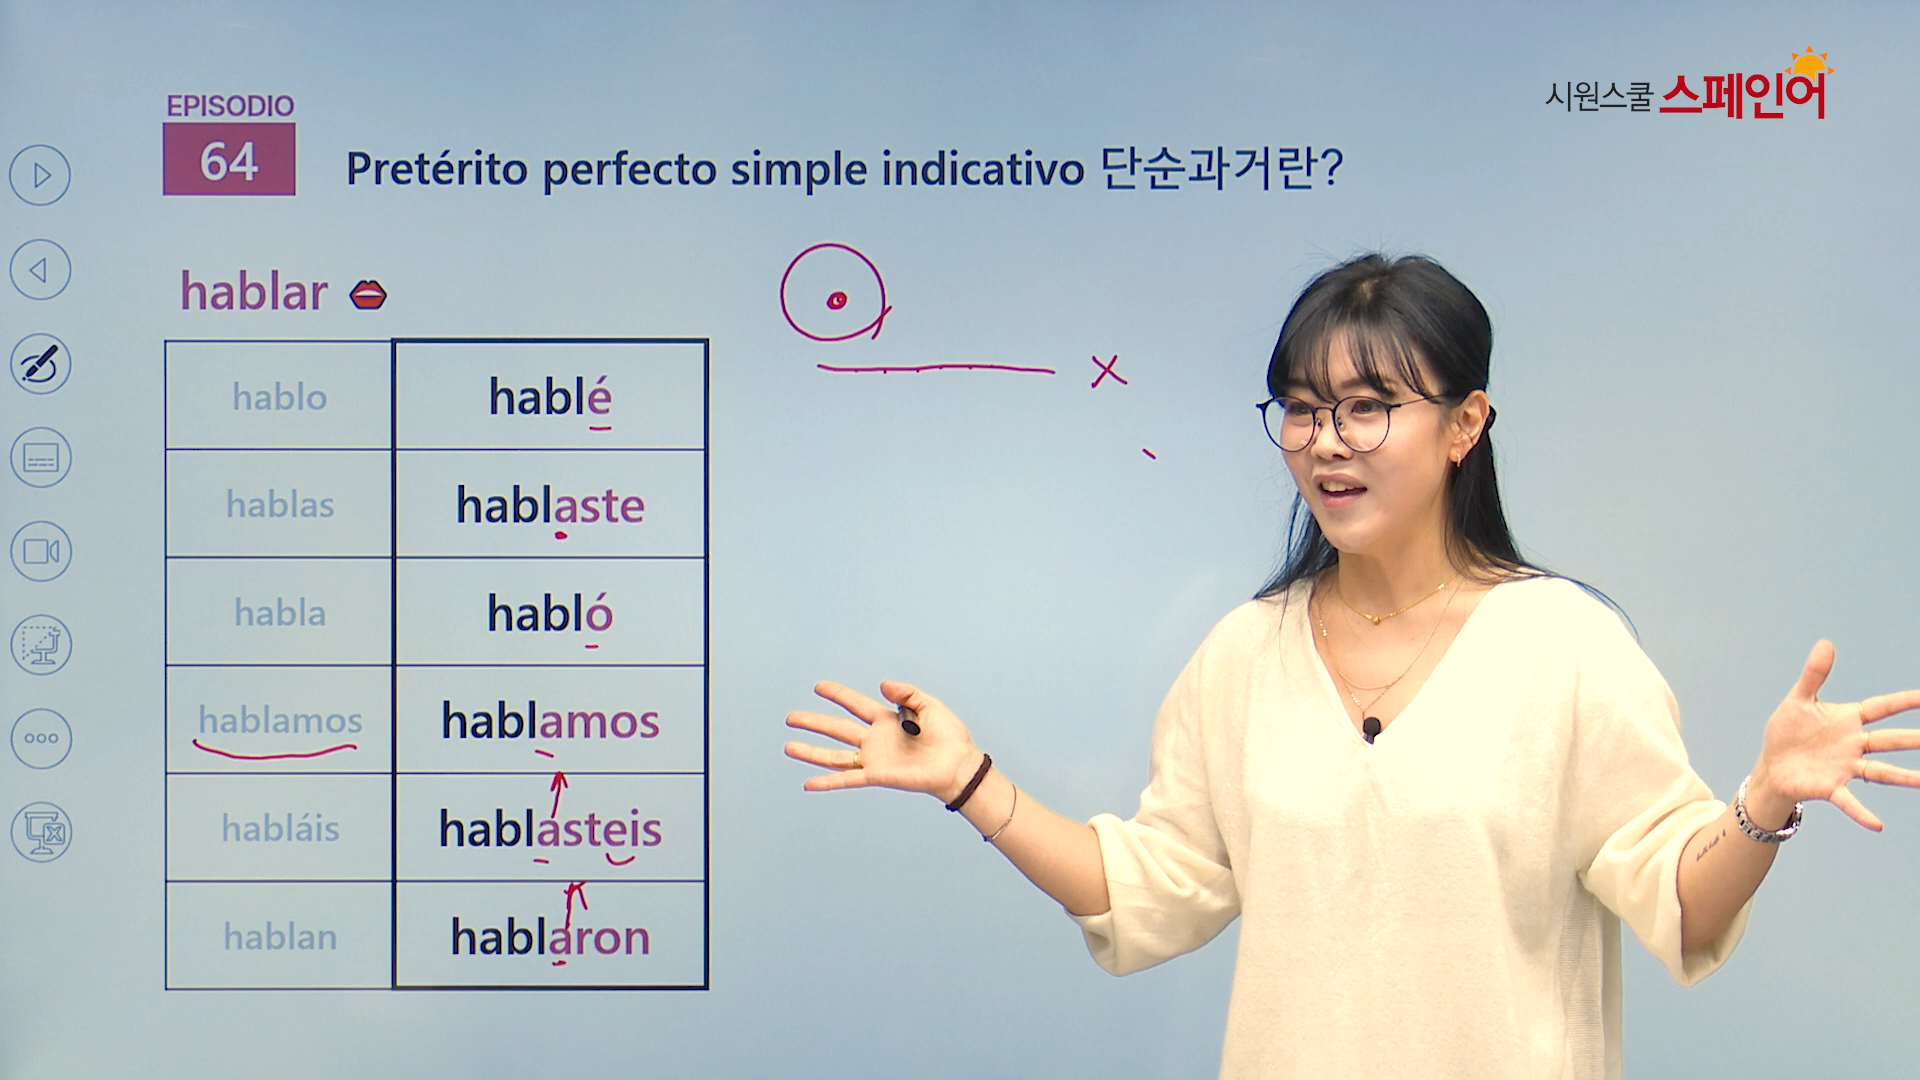 시원스쿨 스페인어
EPISODIO
64
Pretérito perfecto simple indicativo 단순과거란?
hablar
hablo hablé
hablas hablaste
habla habló
hablamos hablamos
habláis hablasteis
hablan hablaron
x